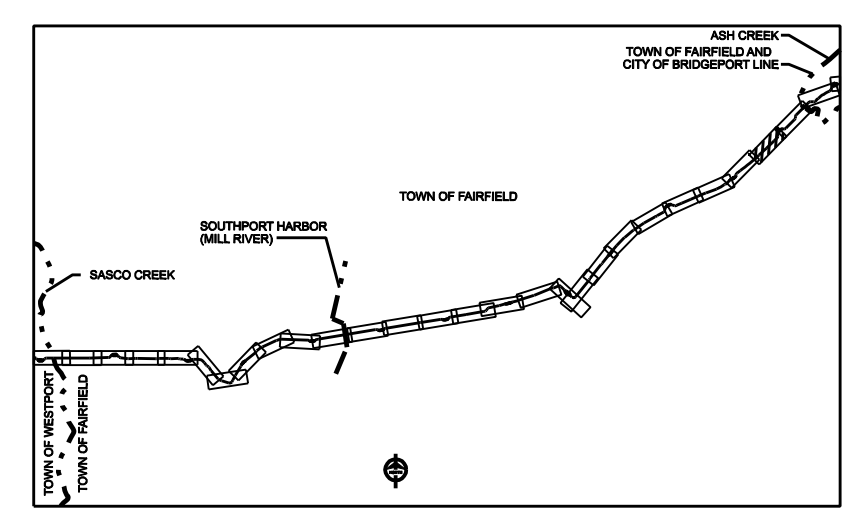 ASH CREEK
TOWN OF FAIRFIELD AND
CITY OF BRIDGEPORT LINE
TOWN OF FAIRFIELD
SOUTHPORT HARBOR
(MILL RIVER)
SASCO CREEK
TOWN OF WESTPORT
TOWN OF FAIRFIELD